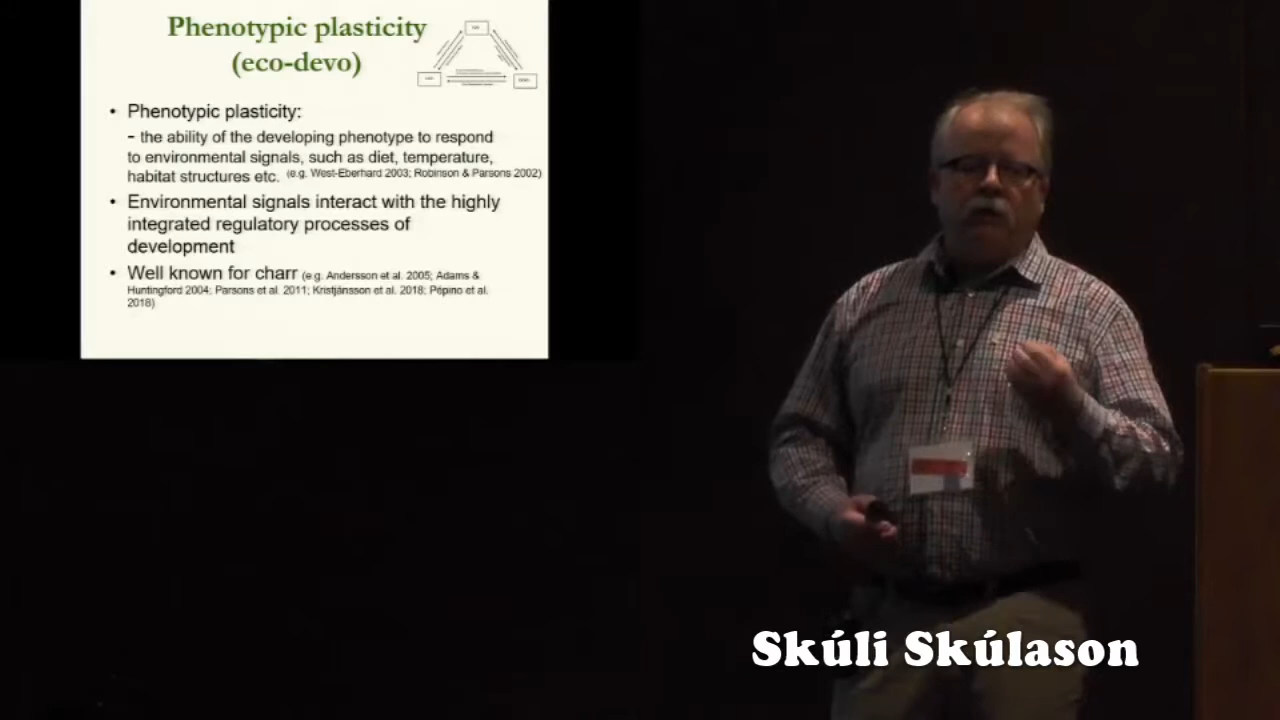 Phenotypic plasticity
(eco-devo)
• Phenotypic plasticity:
- the ability of the developing phenotype to respond
to environmental signals, such as diet, temperature,
habitat structures etc. (e.g. West-Eberhard 2003; Robinson & Parsons 2002)
• Environmental signals interact with the highly
integrated regulatory processes of
development
• Well known for charr (e.g. Andersson et al. 2005; Adams &
Huntingford 2004; Parsons et al. 2011; Kristjánsson et al. 2018; Pépino et al.
2018)
Skúli Skúlason